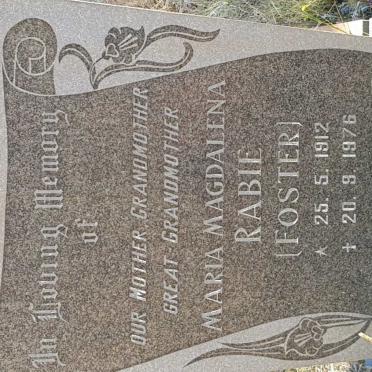 In Loving Memory
of
OUR MOTHER GRANDMOTHER
GREAT GRANDMOTHER
MARIA MAGDALENA
RABIE
[FOSTER]
★ 25. 5. 1912
✝ 20. 9. 1976